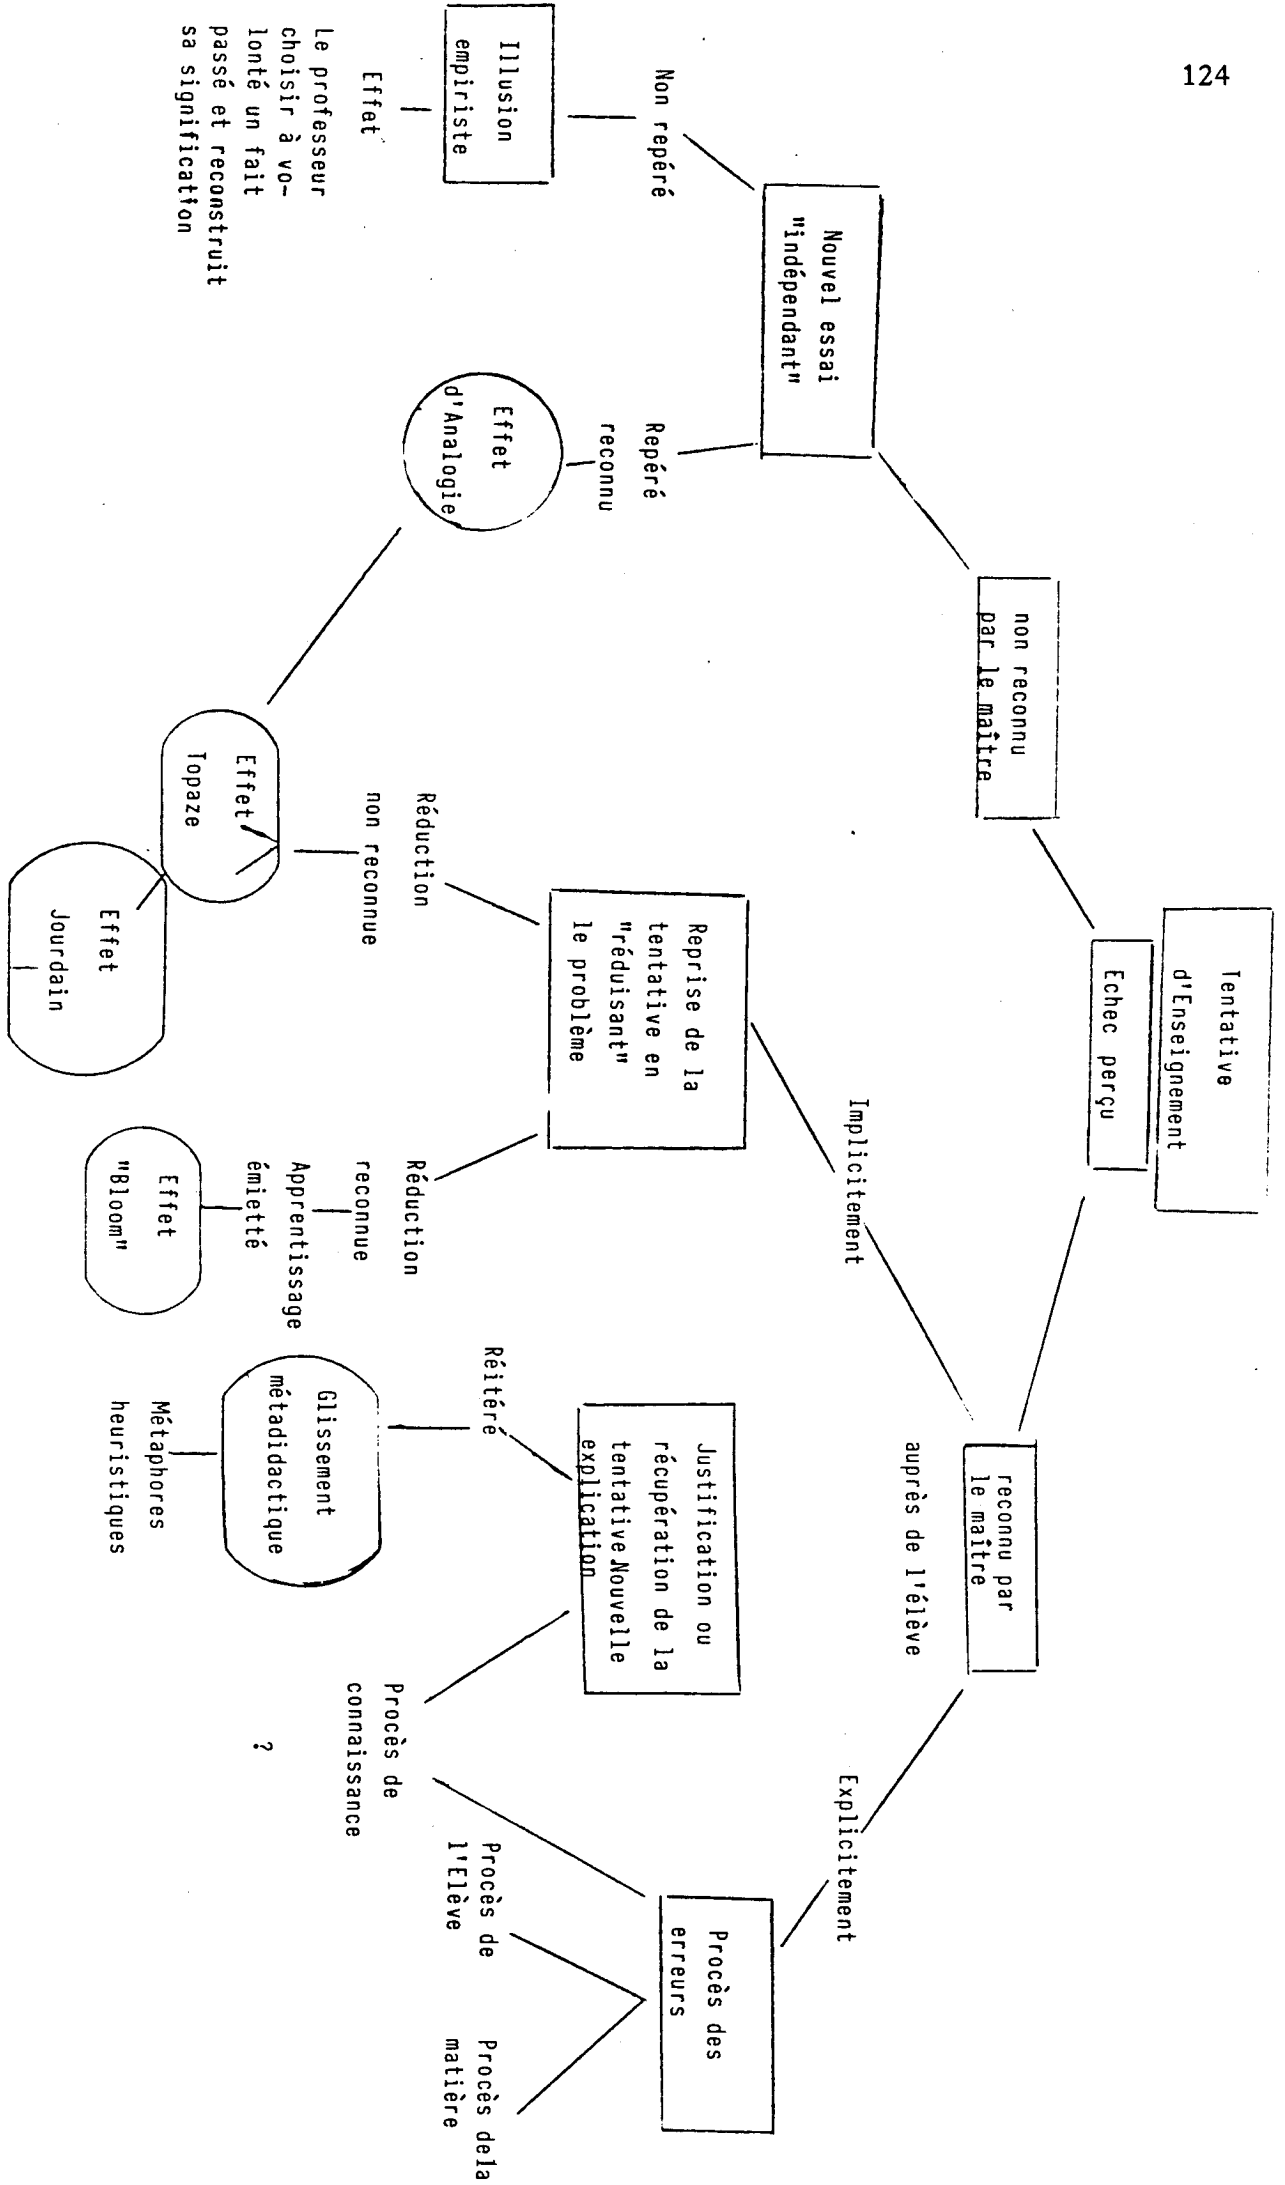 124
Tentative
d'Enseignement
Echec perçu
non reconnu
par le maître
reconnu par
le maître
auprès de l'élève
Implicitement
Explicitement
Nouvel essai
"indépendant"
Reprise de la
tentative en
"réduisant"
le problème
Justification ou
récupération de la
tentative Nouvelle
explication
Procès des
erreurs
Non repéré
Repéré
reconnu
Illusion
empiriste
Effet
Le professeur
choisir à vo-
lonté un fait
passé et reconstruit
sa signification
Effet
d'Analogie
Réduction
non reconnue
Effet
Topaze
Effet
Jourdain
Réduction
reconnue
Apprentissage
émietté
Effet
"Bloom"
Réitéré
Glissement
métadidactique
Métaphores
heuristiques
Procès de
connaissance
?
Procès de
l'Elève
Procès dela
matière